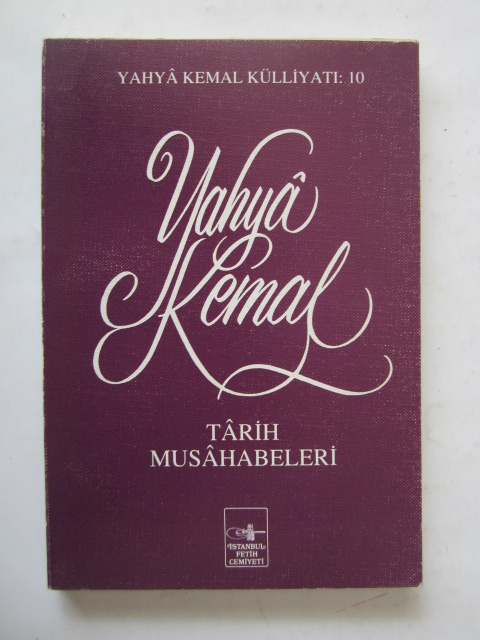 YAHYÂ KEMAL KÜLLİYATI: 10
Yahyâ
Kemal
TÂRİH
MUSÂHABELERİ
İSTANBUL
FETİH
CEMİYETİ